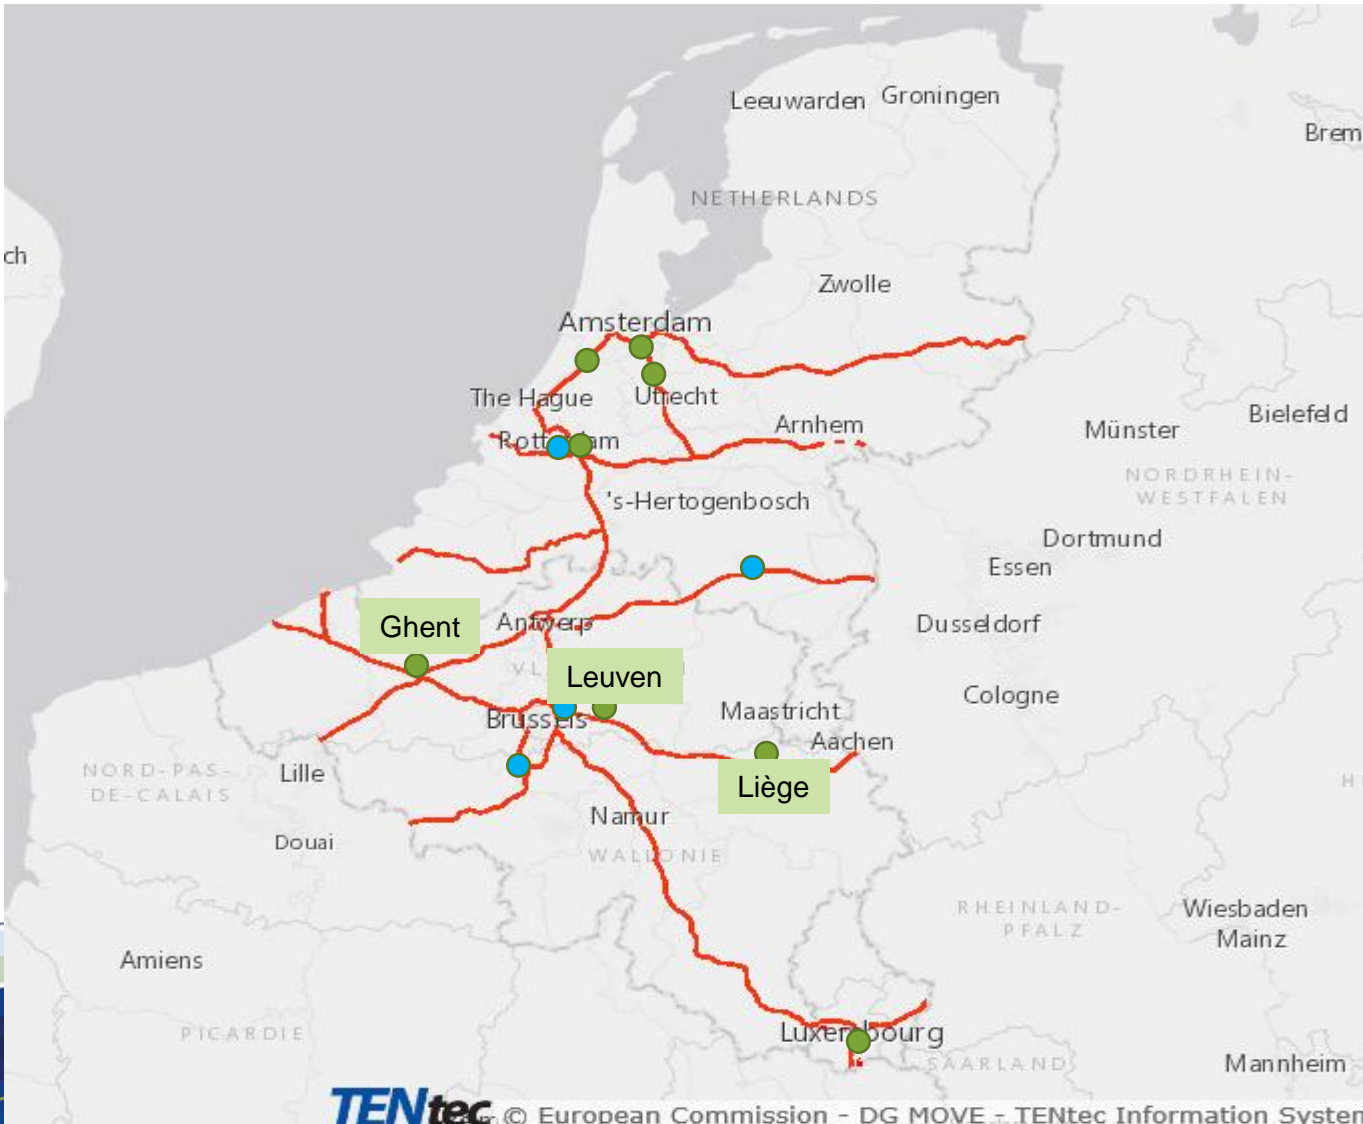 Leeuwarden
Groningen
Brem
NETHERLANDS
ch
Zwolle
Amsterdam
The Hague
Utrecht
Arnhem
Bielefeld
Münster
Rotterdam
NORDRHEIN-
WESTFALEN
's-Hertogenbosch
Dortmund
Essen
Antwerp
Ghent
Dusseldorf
VL
Leuven
Cologne
Brussels
Maastricht
Aachen
NORD-PAS-
DE-CALAIS
Lille
Liège
H
Namur
Douai
WALLONIE
RHEINLAND-
PFALZ
Wiesbaden
Mainz
Amiens
PICARDIE
Luxembourg
SAARLAND
Mannheim
TENtec
© European Commission - DG MOVE - TENtec Information System